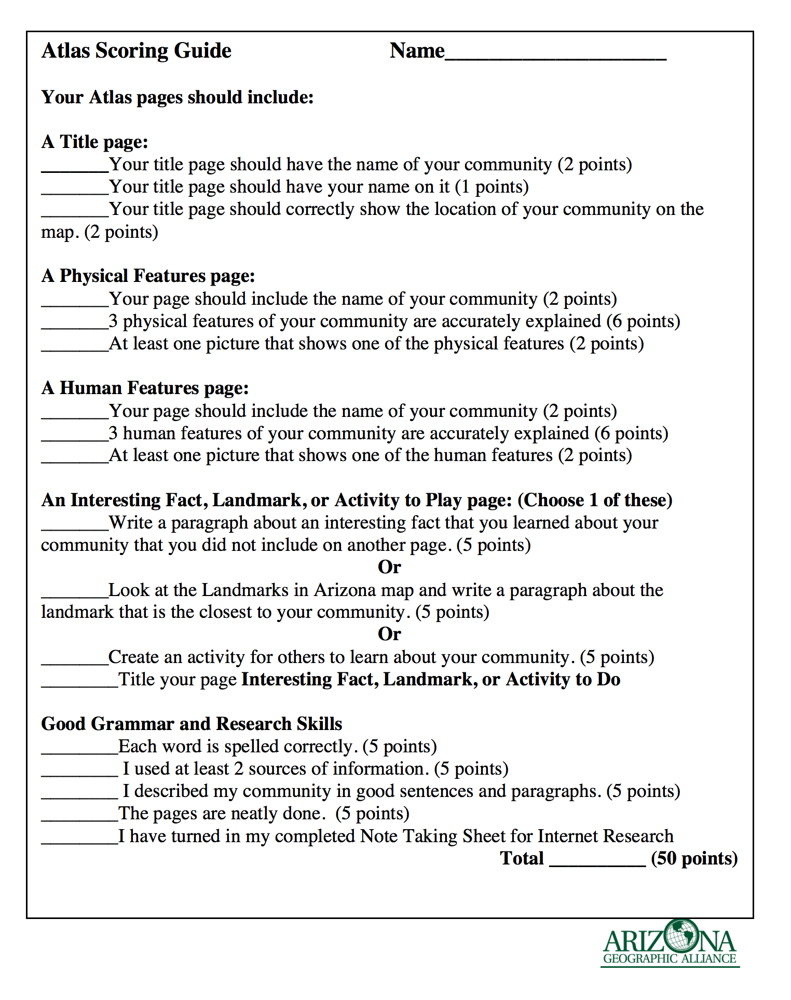 Atlas Scoring Guide Name____________________
Your Atlas pages should include:
A Title page:
_______Your title page should have the name of your community (2 points)
_______Your title page should have your name on it (1 points)
_______Your title page should correctly show the location of your community on the
map. (2 points)
A Physical Features page:
_______Your page should include the name of your community (2 points)
_______3 physical features of your community are accurately explained (6 points)
_______At least one picture that shows one of the physical features (2 points)
A Human Features page:
_______Your page should include the name of your community (2 points)
_______3 human features of your community are accurately explained (6 points)
_______At least one picture that shows one of the human features (2 points)
An Interesting Fact, Landmark, or Activity to Play page: (Choose 1 of these)
_______Write a paragraph about an interesting fact that you learned about your
community that you did not include on another page. (5 points)
Or
_______Look at the Landmarks in Arizona map and write a paragraph about the
landmark that is the closest to your community. (5 points)
Or
_______Create an activity for others to learn about your community. (5 points)
________Title your page Interesting Fact, Landmark, or Activity to Do
Good Grammar and Research Skills
________Each word is spelled correctly. (5 points)
________ I used at least 2 sources of information. (5 points)
________ I described my community in good sentences and paragraphs. (5 points)
________The pages are neatly done.  (5 points)
________I have turned in my completed Note Taking Sheet for Internet Research
Total __________ (50 points)
ARIZONA
GEOGRAPHIC ALLIANCE